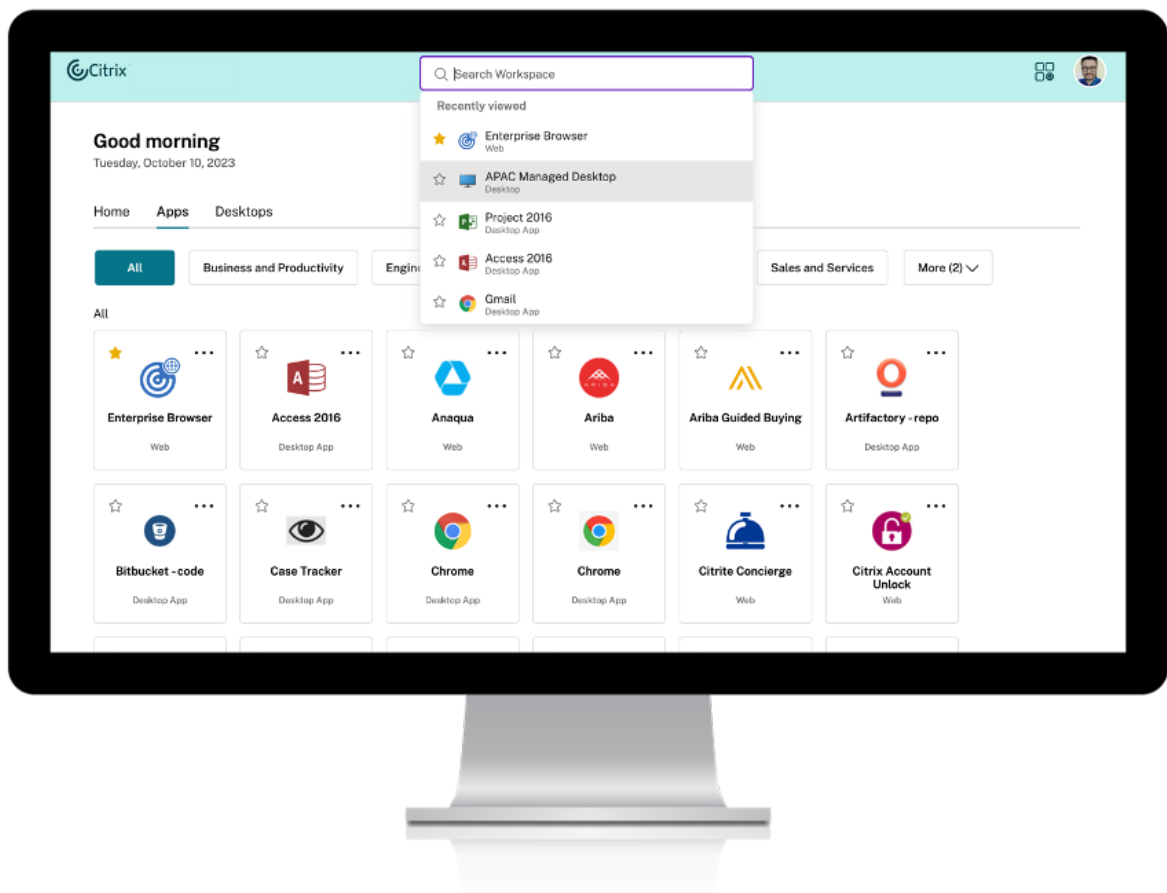 Citrix
Search Workspace
Recently viewed
Enterprise Browser
Web
APAC Managed Desktop
Desktop
Project 2016
Desktop App
Access 2016
Desktop App
Gmail
Desktop App
Good morning
Tuesday, October 10, 2023
Home Apps Desktops
All Business and Productivity Engin Sales and Services More (2)
All
Enterprise Browser
Web
Access 2016
Desktop App
Anaqua
Web
ARIBA
Ariba
Web
Ariba Guided Buying
Web
Artifactory - repo
Desktop App
Bitbucket - code
Desktop App
Case Tracker
Desktop App
Chrome
Desktop App
Chrome
Desktop App
Citrite Concierge
Web
Citrix Account
Unlock
Web